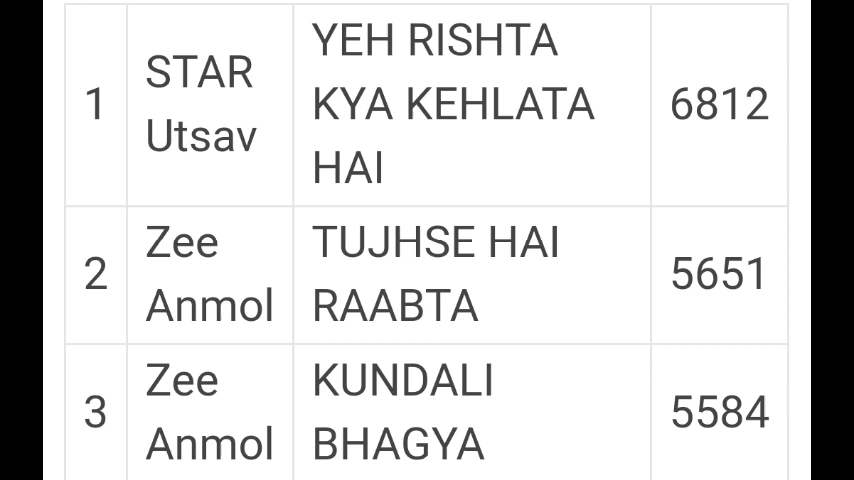 1
STAR
Utsav
YEH RISHTA
KYA KEHLATA
HAI
6812
2
Zee
Anmol
TUJHSE HAI
RAABTA
5651
3
Zee
Anmol
KUNDALI
BHAGYA
5584